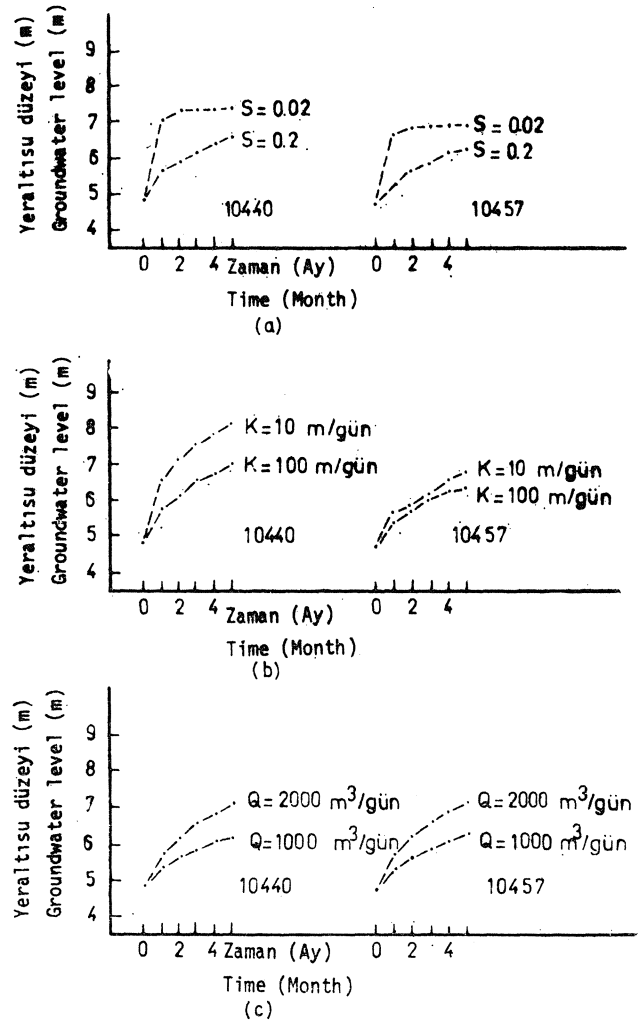 Yeraltısu düzeyi (m)
Groundwater level (m)
9
8
7
6
5
4
S=0.02
S=0.2
10440
S=0.02
S=0.2
10457
0 2 4 Zaman (Ay) 0 2 4
Time (Month)
(a)
Yeraltısu düzeyi (m)
Groundwater level (m)
9
8
7
6
5
4
K=10 m/gün
K=100 m/gün
10440
K=10 m/gün
K=100 m/gün
10457
0 2 4 Zaman (Ay) 0 2 4
Time (Month)
(b)
Yeraltısu düzeyi (m)
Groundwater level (m)
9
8
7
6
5
4
Q=2000 m³/gün
Q=1000 m³/gün
10440
Q=2000 m³/gün
Q=1000 m³/gün
10457
0 2 4 Zaman (Ay) 0 2 4
Time (Month)
(c)